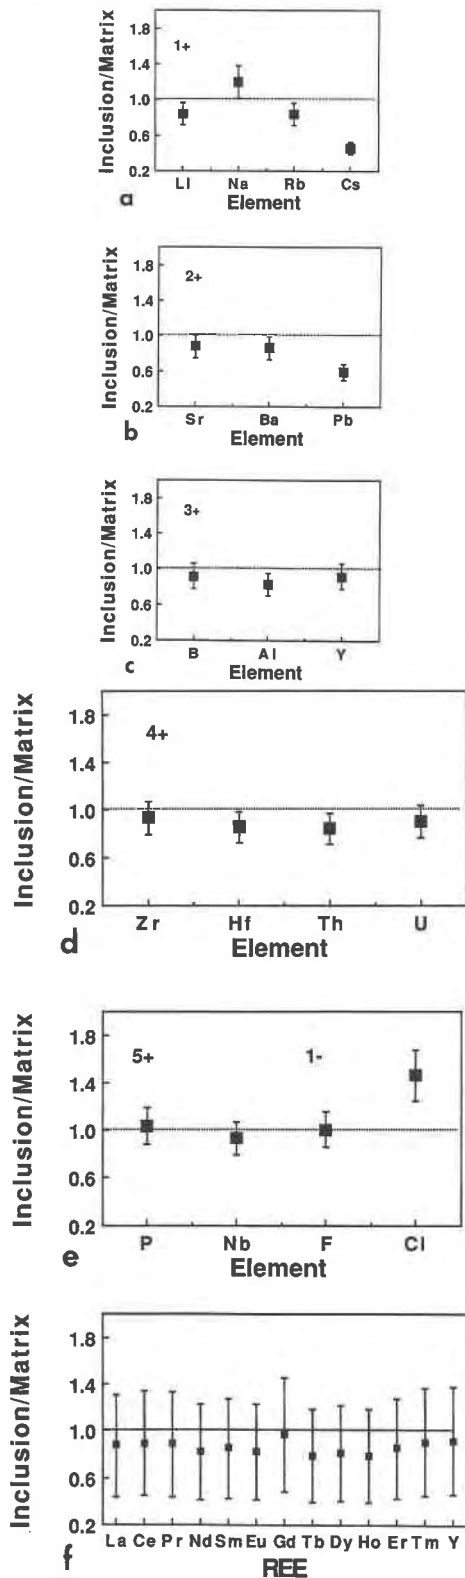 Inclusion/Matrix
1.8
1+
1.4
1.0
0.6
0.2
LI Na Rb Cs
a Element
Inclusion/Matrix
1.8
2+
1.4
1.0
0.6
0.2
Sr Ba Pb
b Element
Inclusion/Matrix
1.8
3+
1.4
1.0
0.6
0.2
B Al Y
c Element
Inclusion/Matrix
1.8
4+
1.4
1.0
0.6
0.2
Zr Hf Th U
d Element
Inclusion/Matrix
1.8
5+ 1-
1.4
1.0
0.6
0.2
P Nb F Cl
e Element
Inclusion/Matrix
1.8
1.4
1.0
0.6
0.2
La Ce Pr Nd Sm Eu Gd Tb Dy Ho Er Tm Y
f REE